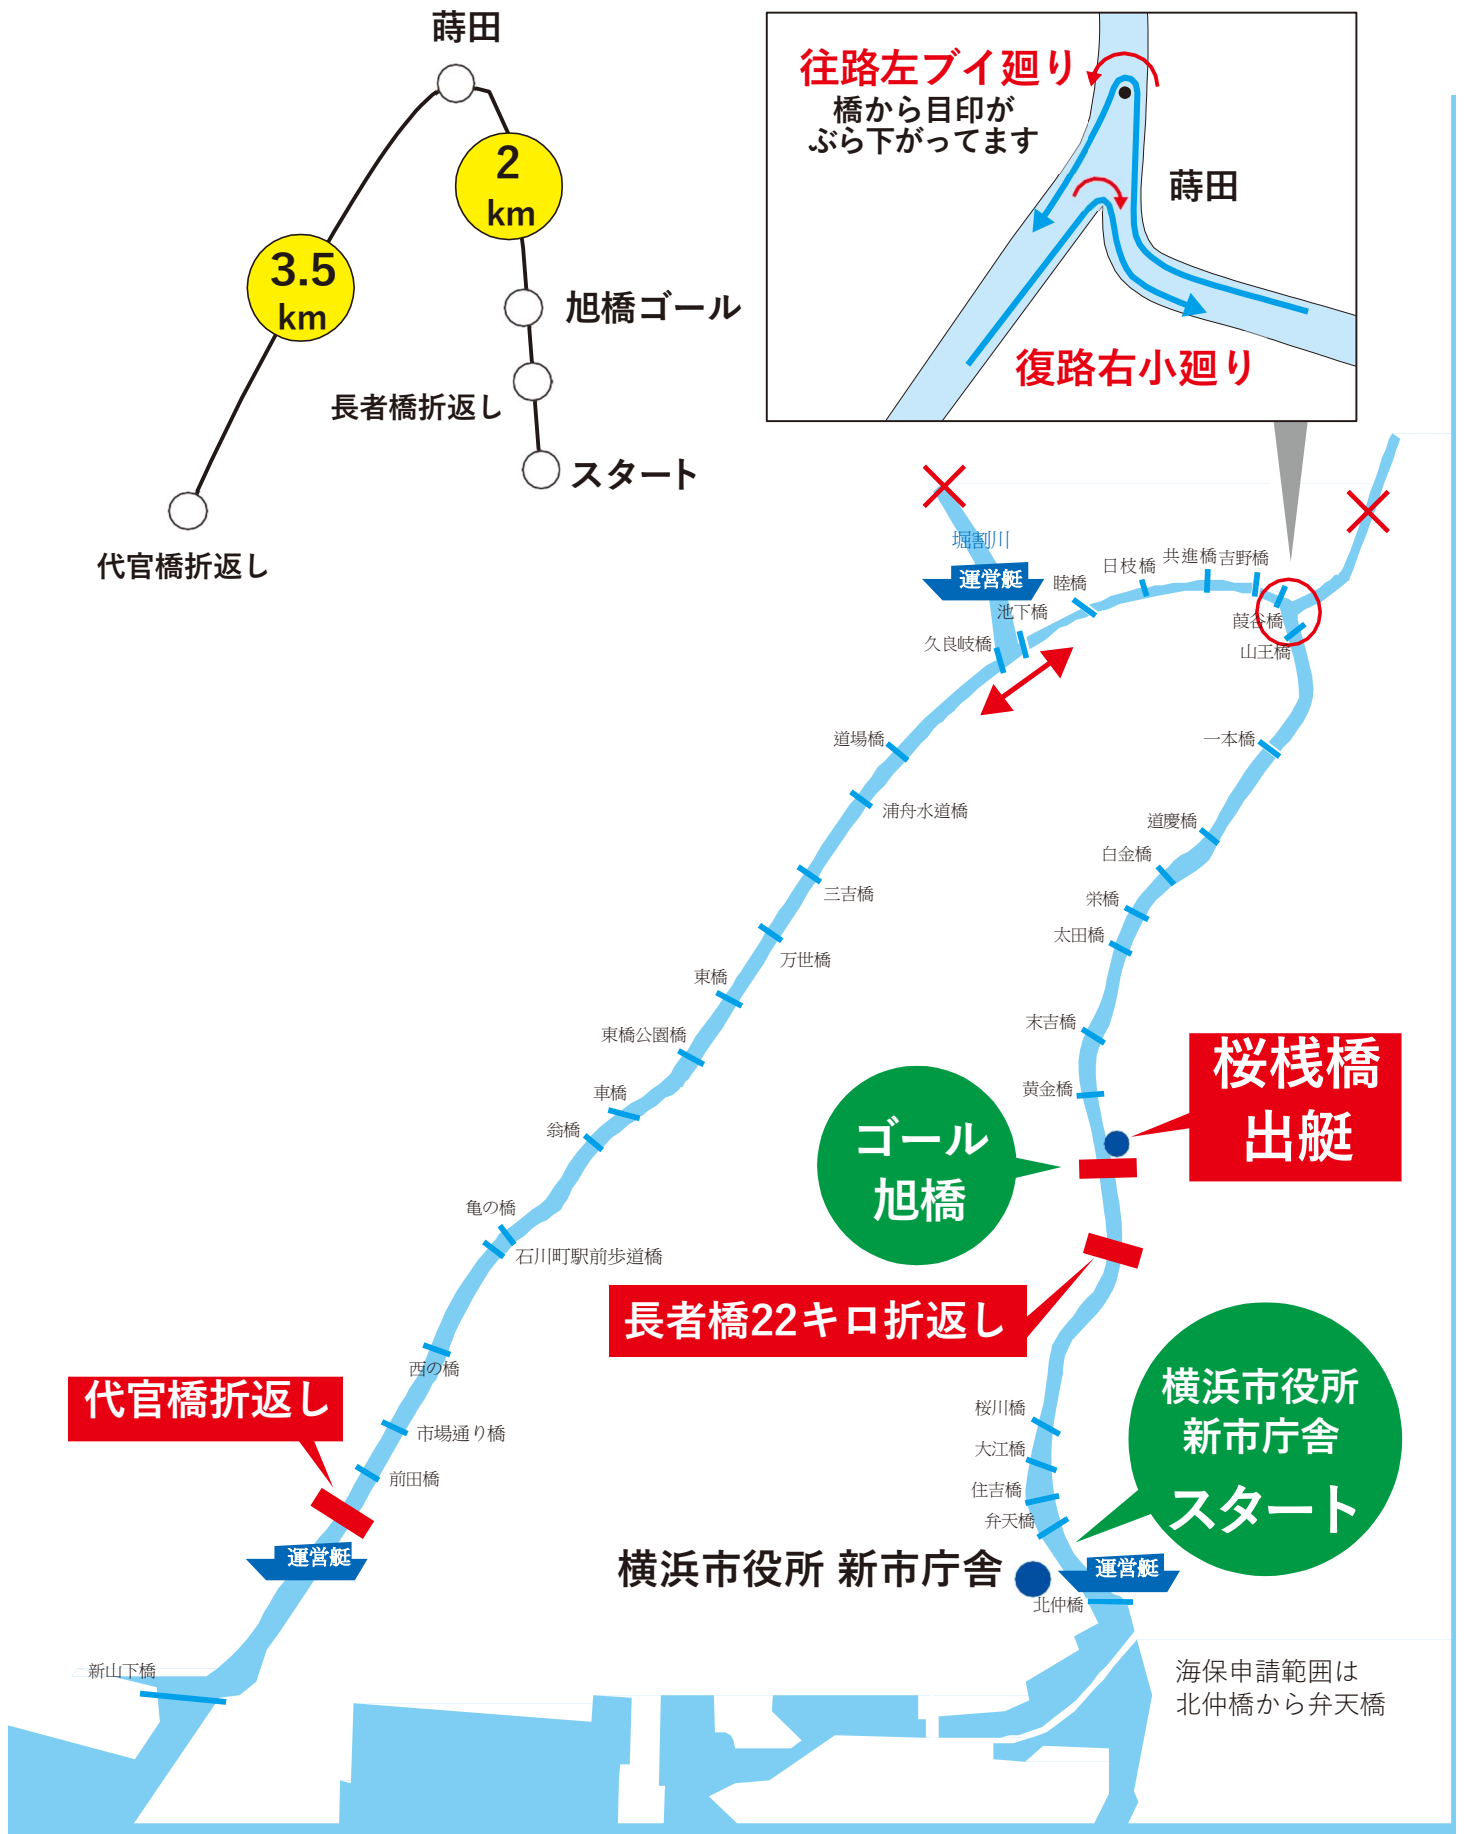 蒔田
2
km
3.5
km
旭橋ゴール
長者橋折返し
スタート
代官橋折返し
往路左ブイ廻り
橋から目印が
ぶら下がってます
蒔田
復路右小廻り
堀割川
運営艇
池下橋
久良岐橋
睦橋
日枝橋
共進橋
吉野橋
葭谷橋
山王橋
一本橋
道慶橋
白金橋
栄橋
太田橋
末吉橋
黄金橋
道場橋
浦舟水道橋
三吉橋
万世橋
東橋
東橋公園橋
車橋
翁橋
亀の橋
石川町駅前歩道橋
西の橋
市場通り橋
前田橋
代官橋折返し
運営艇
新山下橋
桜桟橋
出艇
ゴール
旭橋
長者橋22キロ折返し
桜川橋
大江橋
住吉橋
弁天橋
横浜市役所
新市庁舎
スタート
横浜市役所 新市庁舎
運営艇
北仲橋
海保申請範囲は
北仲橋から弁天橋